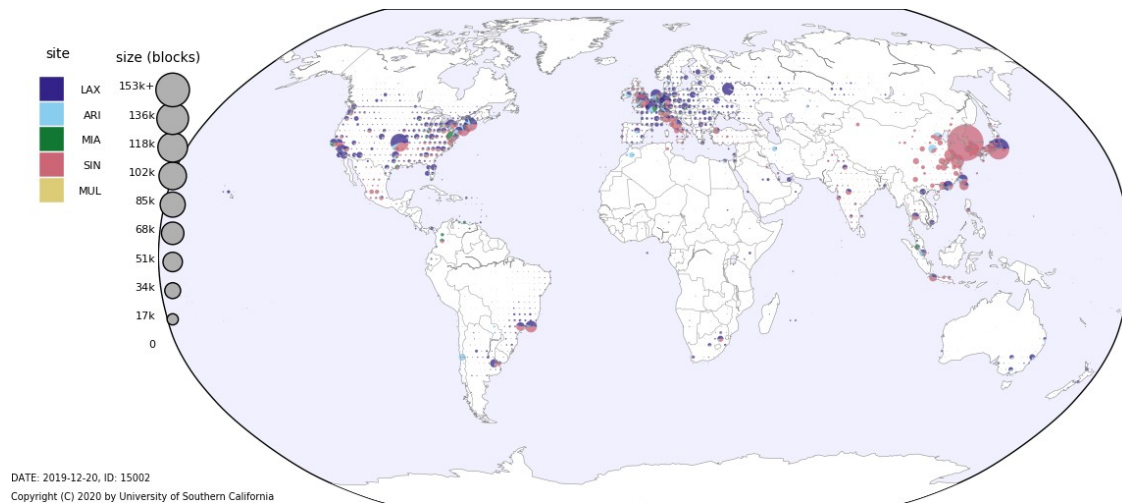 site
size (blocks)
LAX
ARI
MIA
SIN
MUL
153k+
136k
118k
102k
85k
68k
51k
34k
17k
0
DATE: 2019-12-20, ID: 15002
Copyright (C) 2020 by University of Southern California